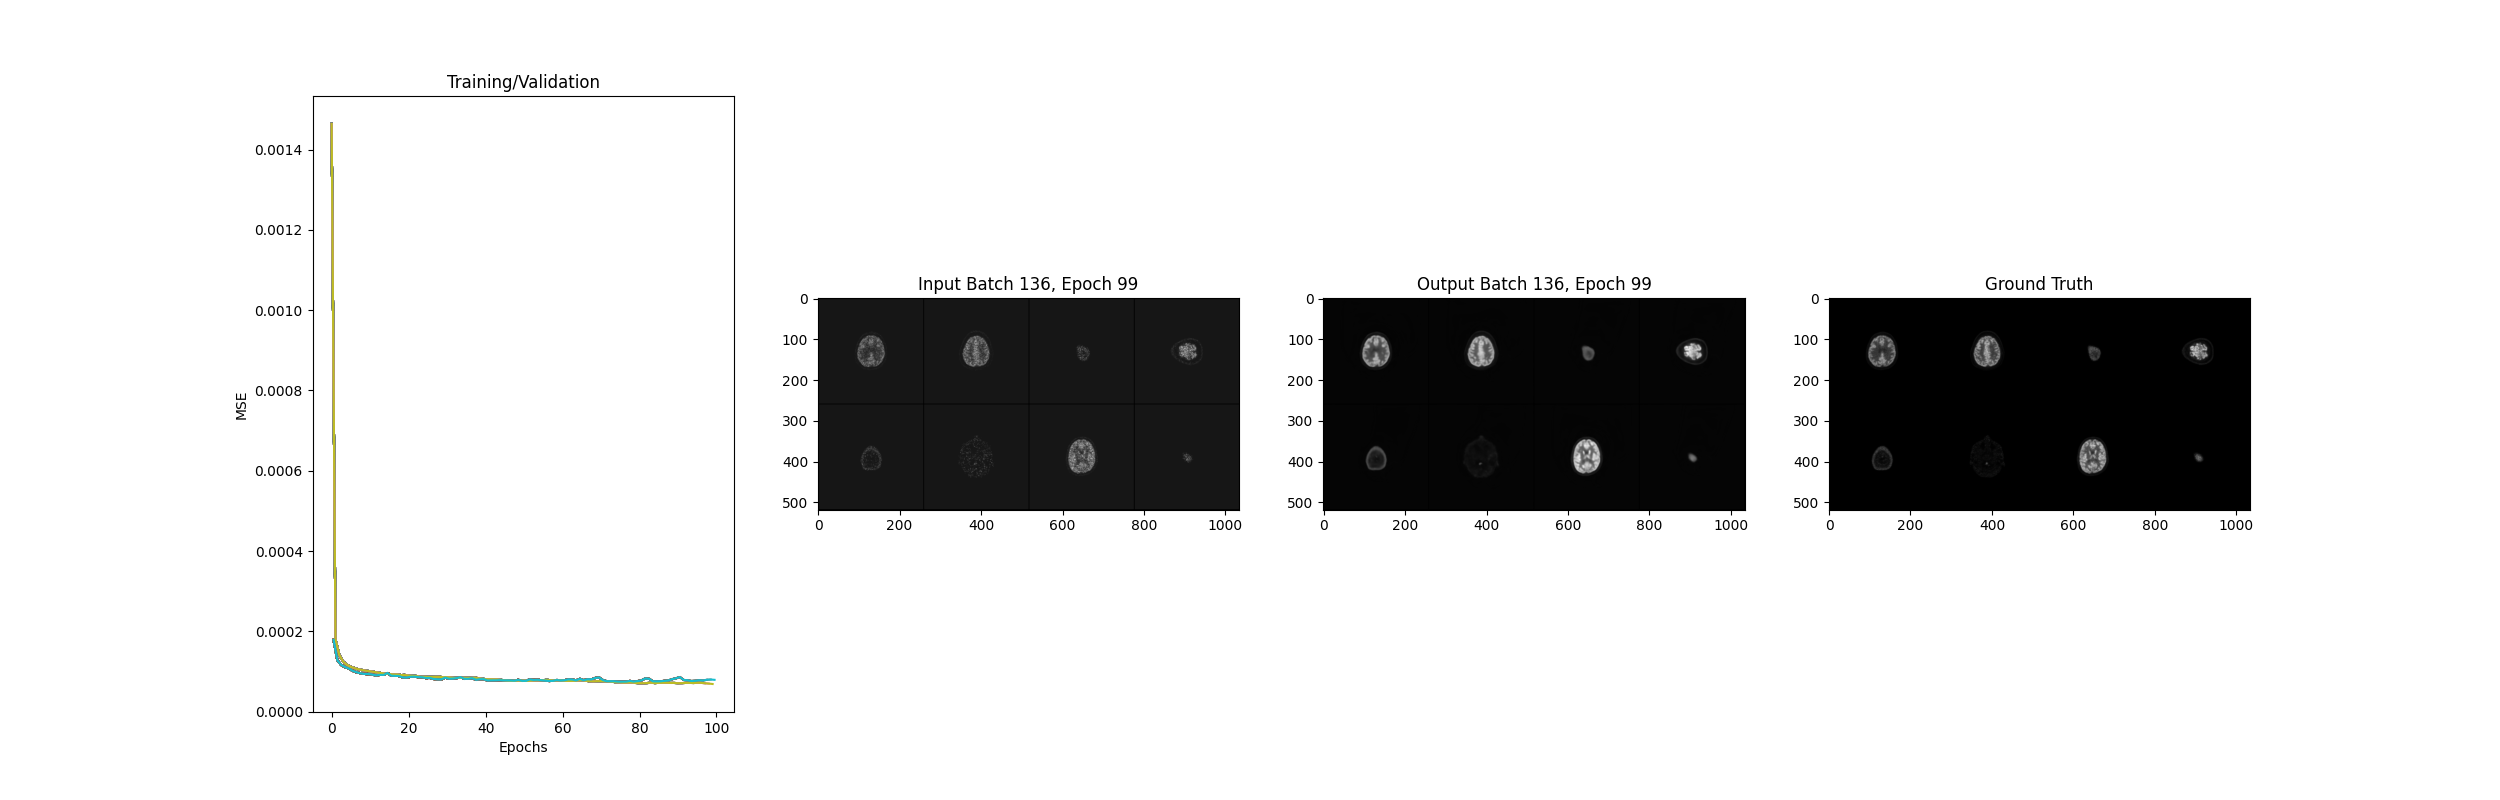 Training/Validation
0.0014
0.0012
0.0010
0.0008
0.0006
0.0004
0.0002
0.0000
MSE
0 20 40 60 80 100
Epochs
Input Batch 136, Epoch 99
0
100
200
300
400
500
0 200 400 600 800 1000
Output Batch 136, Epoch 99
0
100
200
300
400
500
0 200 400 600 800 1000
Ground Truth
0
100
200
300
400
500
0 200 400 600 800 1000